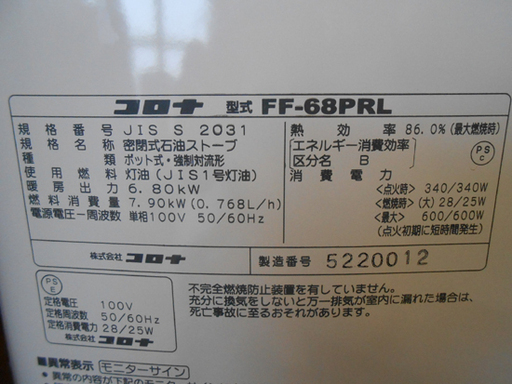 コロナ 型式 FF-68PRL
規格番号 JIS S 2031
規格名称 密閉式石油ストーブ
種類 ポット式・強制対流形
使用燃料 灯油(JIS1号灯油)
暖房出力 6.80kW
燃料消費量 7.90kW(0.768L/h)
電源電圧ー周波数 単相100V 50/60Hz
熱効率 86.0%(最大燃焼時)
エネルギー消費効率
区分名 B
PSC
消費電力
<点火時> 340/340W
<燃焼時>(大) 28/25W
<最大> 600/600W
(点火初期に短時間発生)
株式会社 コロナ 製造番号 5220012
PSE
定格電圧 100V
定格周波数 50/60Hz
定格消費電力 28/25W
不完全燃焼防止装置を有していません。
充分に換気をしないと万一排気が室内に漏れた場合は、
死亡事故に至るおそれがあります。
■異常表示 モニターサイン